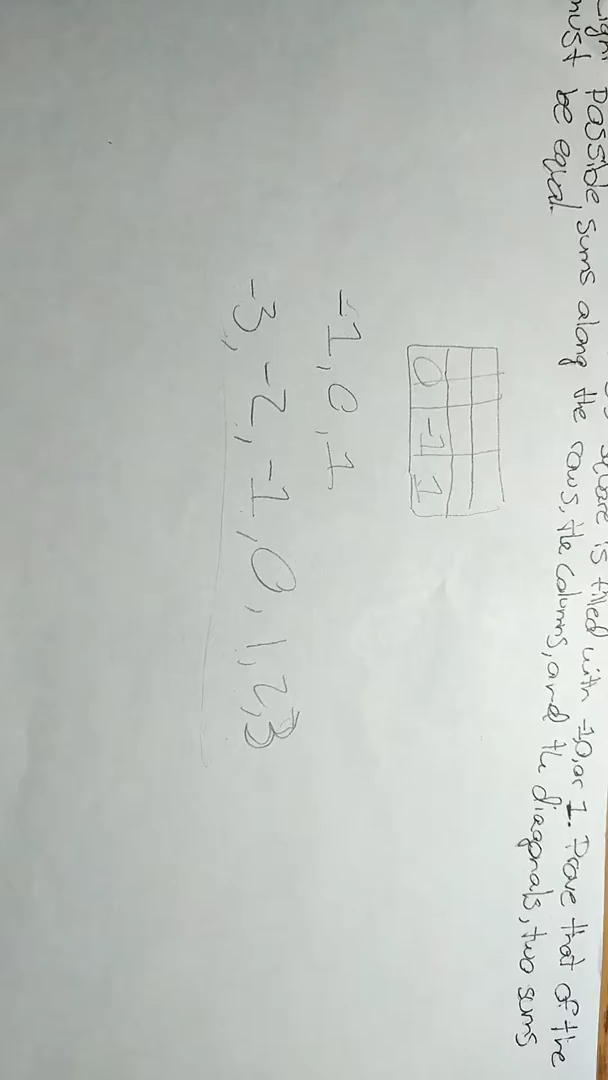 square is filled with -1,0,or 1. Prove that of the
possible sums along the rows, the columns, and the diagonals, two sums
must be equal.
0 -1 1
-1, 0, 1
-3, -2, -1, 0, 1, 2, 3